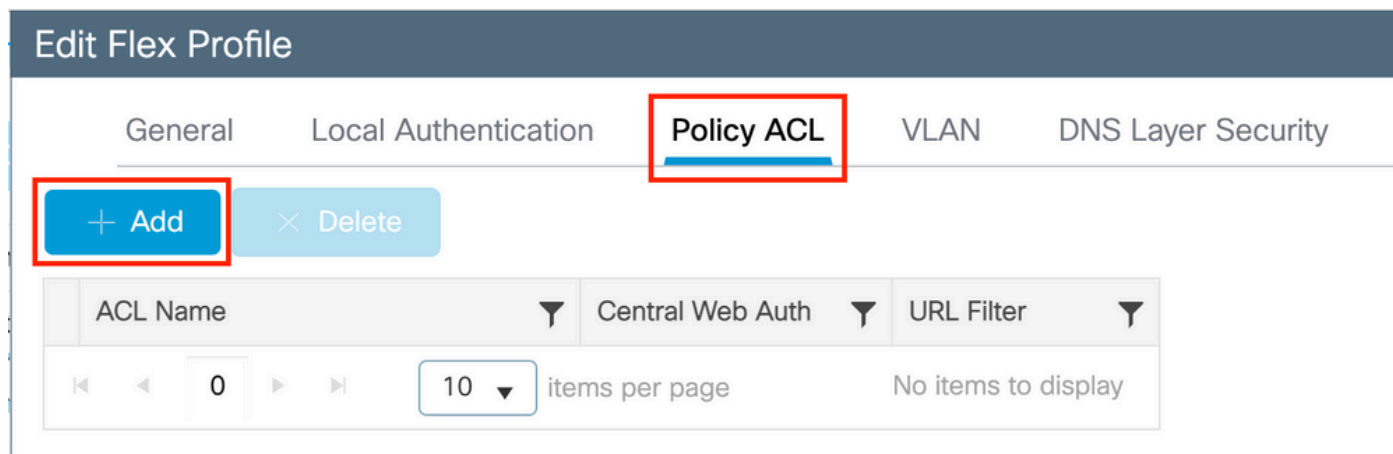 Edit Flex Profile
General Local Authentication Policy ACL VLAN DNS Layer Security
+ Add × Delete
ACL Name Central Web Auth URL Filter
0 10 items per page No items to display